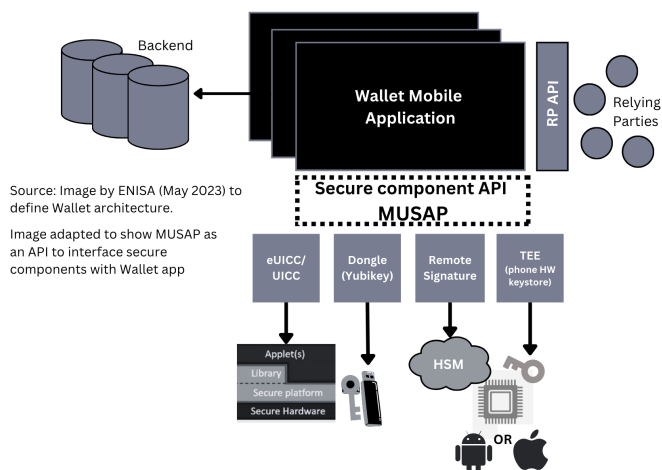 Backend
Wallet Mobile
Application
RP API
Relying
Parties
Source: Image by ENISA (May 2023) to
define Wallet architecture.
Image adapted to show MUSAP as
an API to interface secure
components with Wallet app
Secure component API
MUSAP
eUICC/
UICC
Dongle
(Yubikey)
Remote
Signature
TEE
(phone HW
keystore)
Applet(s)
Library
Secure platform
Secure Hardware
HSM
OR